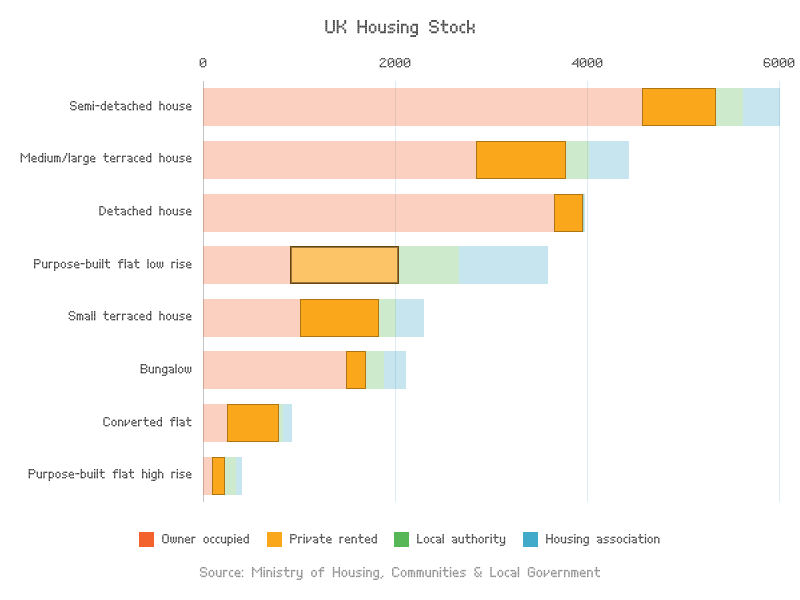 UK Housing Stock
0 2000 4000 6000
Semi-detached house
Medium/large terraced house
Detached house
Purpose-built flat low rise
Small terraced house
Bungalow
Converted flat
Purpose-built flat high rise
Owner occupied Private rented Local authority Housing association
Source: Ministry of Housing, Communities & Local Government